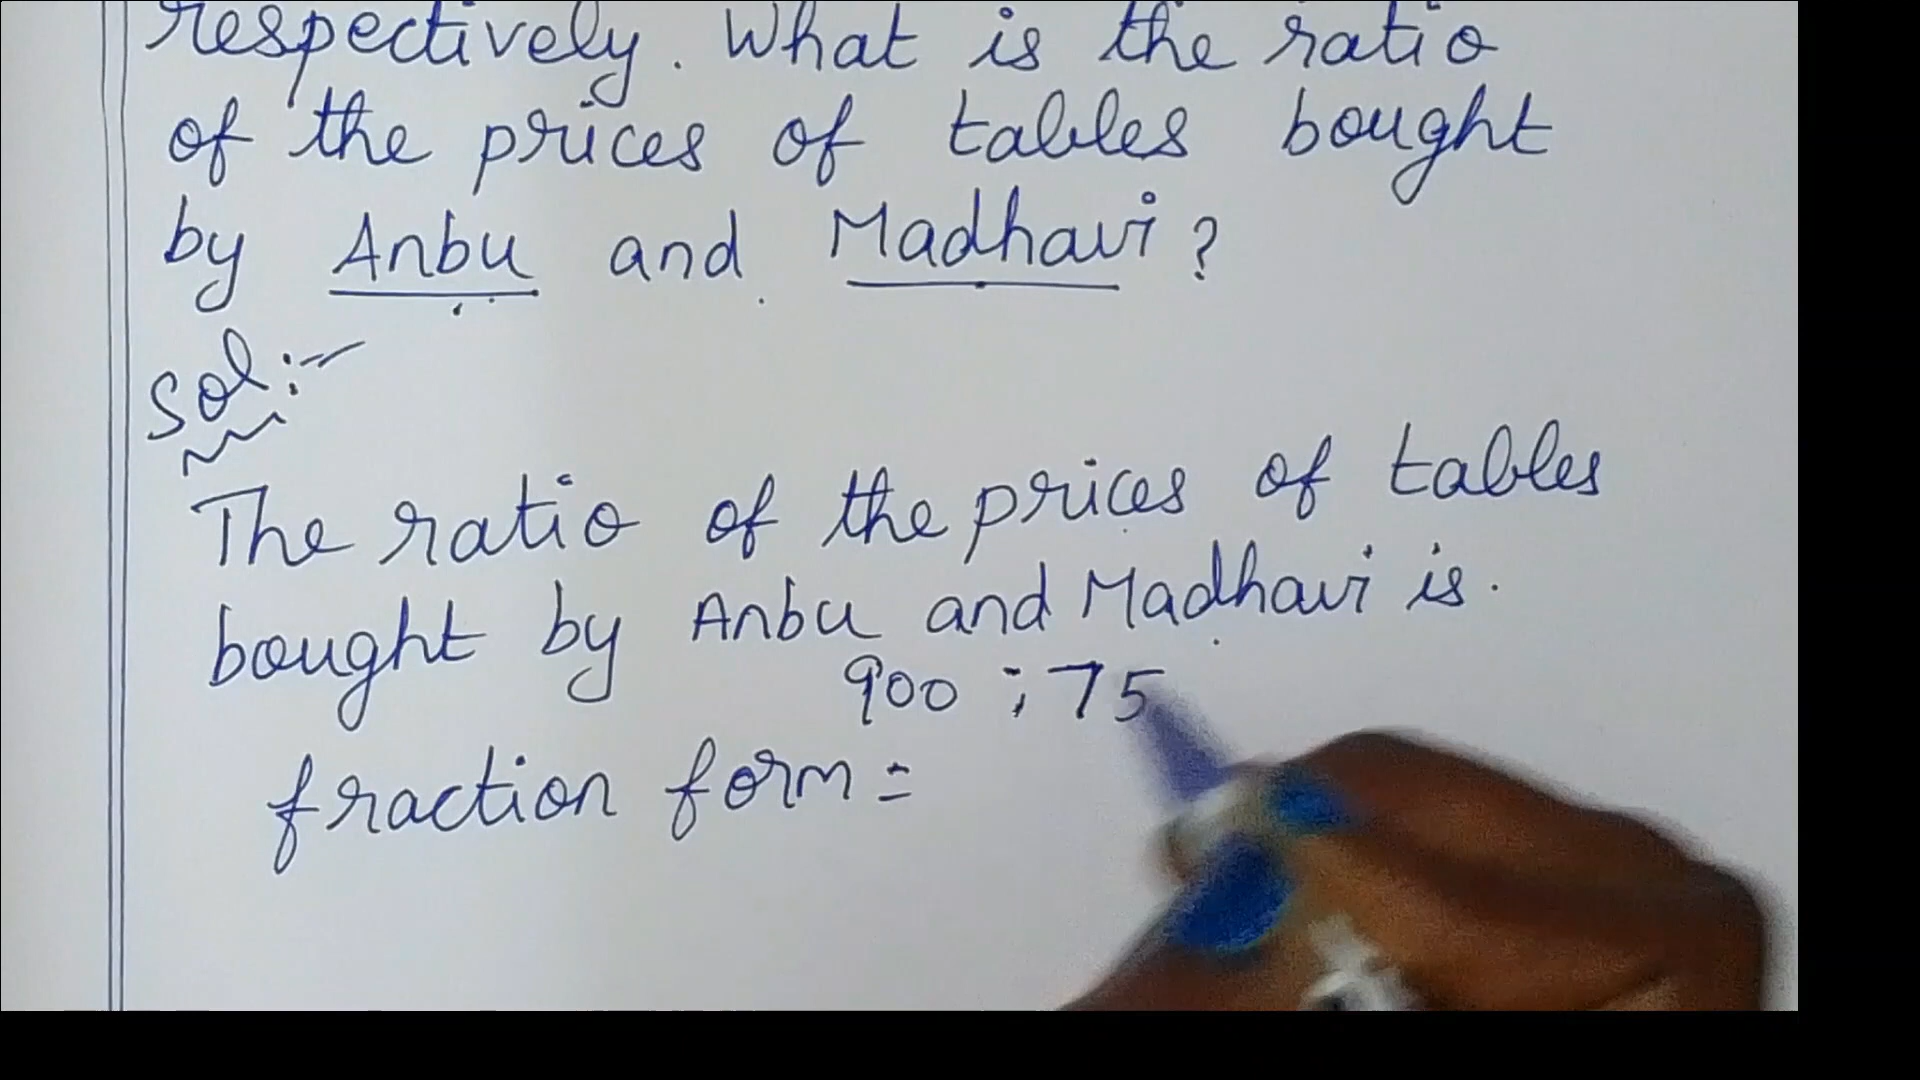 respectively. What is the ratio
of the prices of tables bought
by Anbu and Madhavi?
Sol:-
The ratio of the prices of tables
bought by Anbu and Madhavi is.
900 : 75
fraction form =